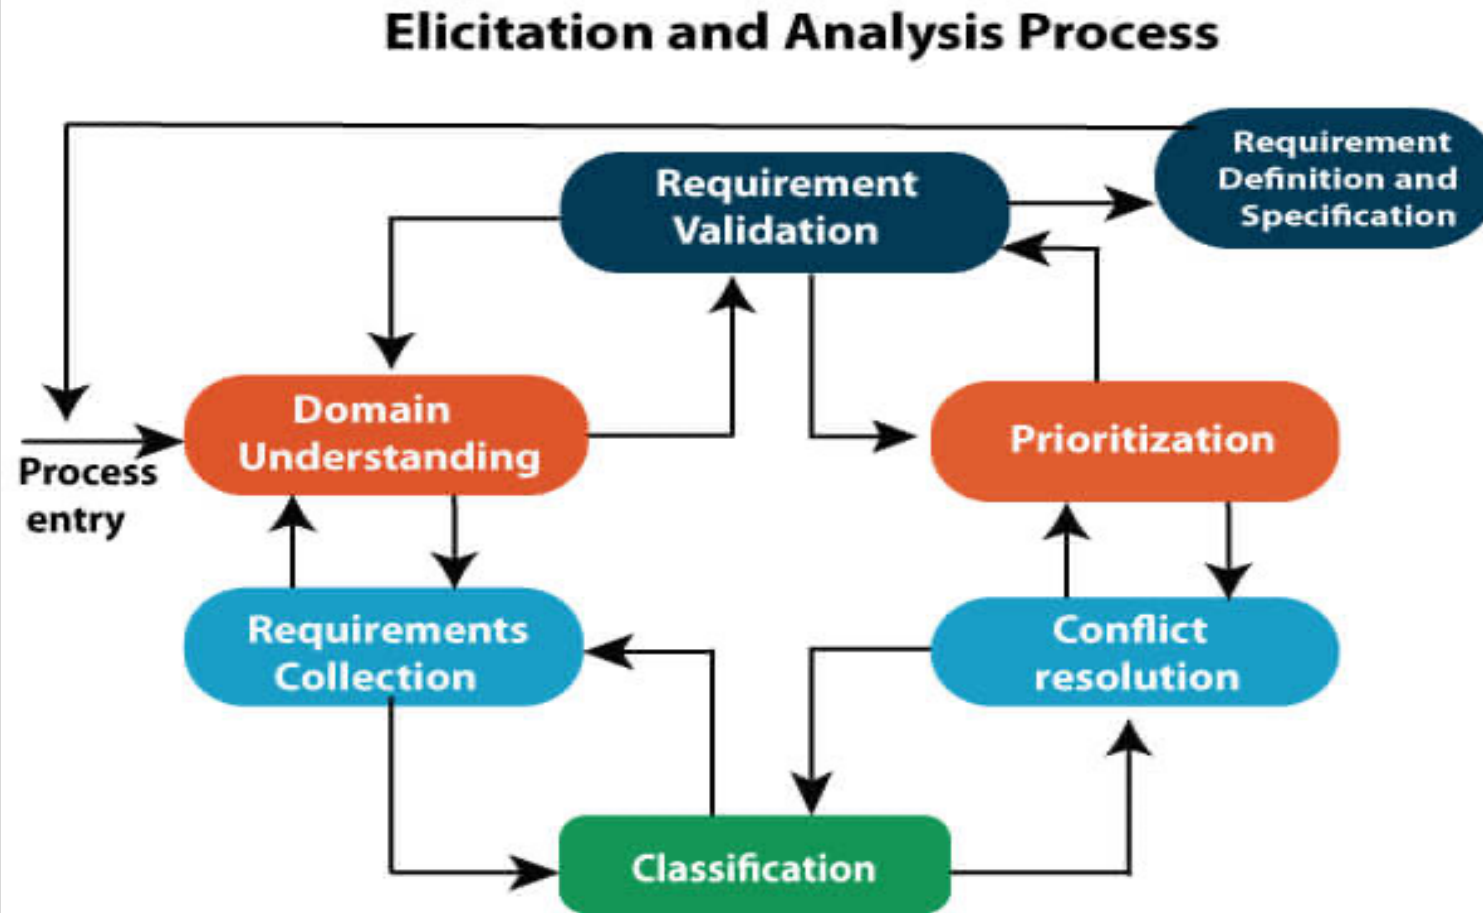 Elicitation and Analysis Process
Requirement
Definition and
Specification
Requirement
Validation
Domain
Understanding
Prioritization
Process
entry
Requirements
Collection
Conflict
resolution
Classification